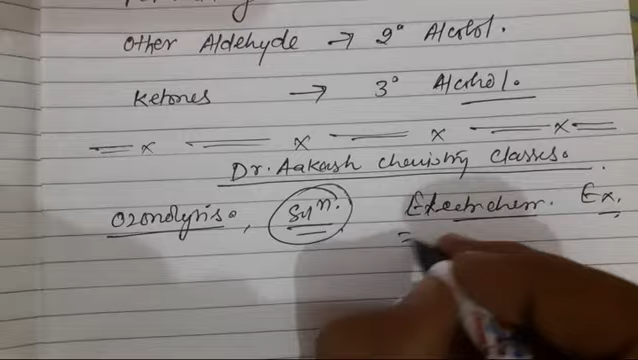 Other Aldehyde → 2° Alcohol.
Ketones → 3° Alcohol.
Dr. Aakash chemistry classes.
Ozonolysis, Syn. Electrochem. Ex.